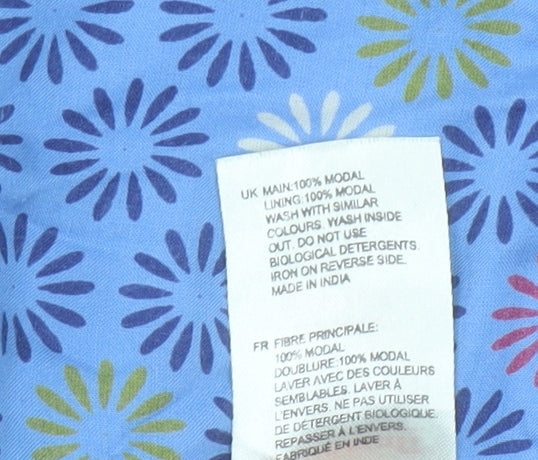 UK MAIN:100% MODAL
LINING:100% MODAL
WASH WITH SIMILAR
COLOURS. WASH INSIDE
OUT. DO NOT USE
BIOLOGICAL DETERGENTS.
IRON ON REVERSE SIDE.
MADE IN INDIA
FR FIBRE PRINCIPALE:
100% MODAL
DOUBLURE:100% MODAL
LAVER AVEC DES COULEURS
SEMBLABLES. LAVER À
L'ENVERS. NE PAS UTILISER
DE DÉTERGENT BIOLOGIQUE.
REPASSER À L'ENVERS.
FABRIQUÉ EN INDE